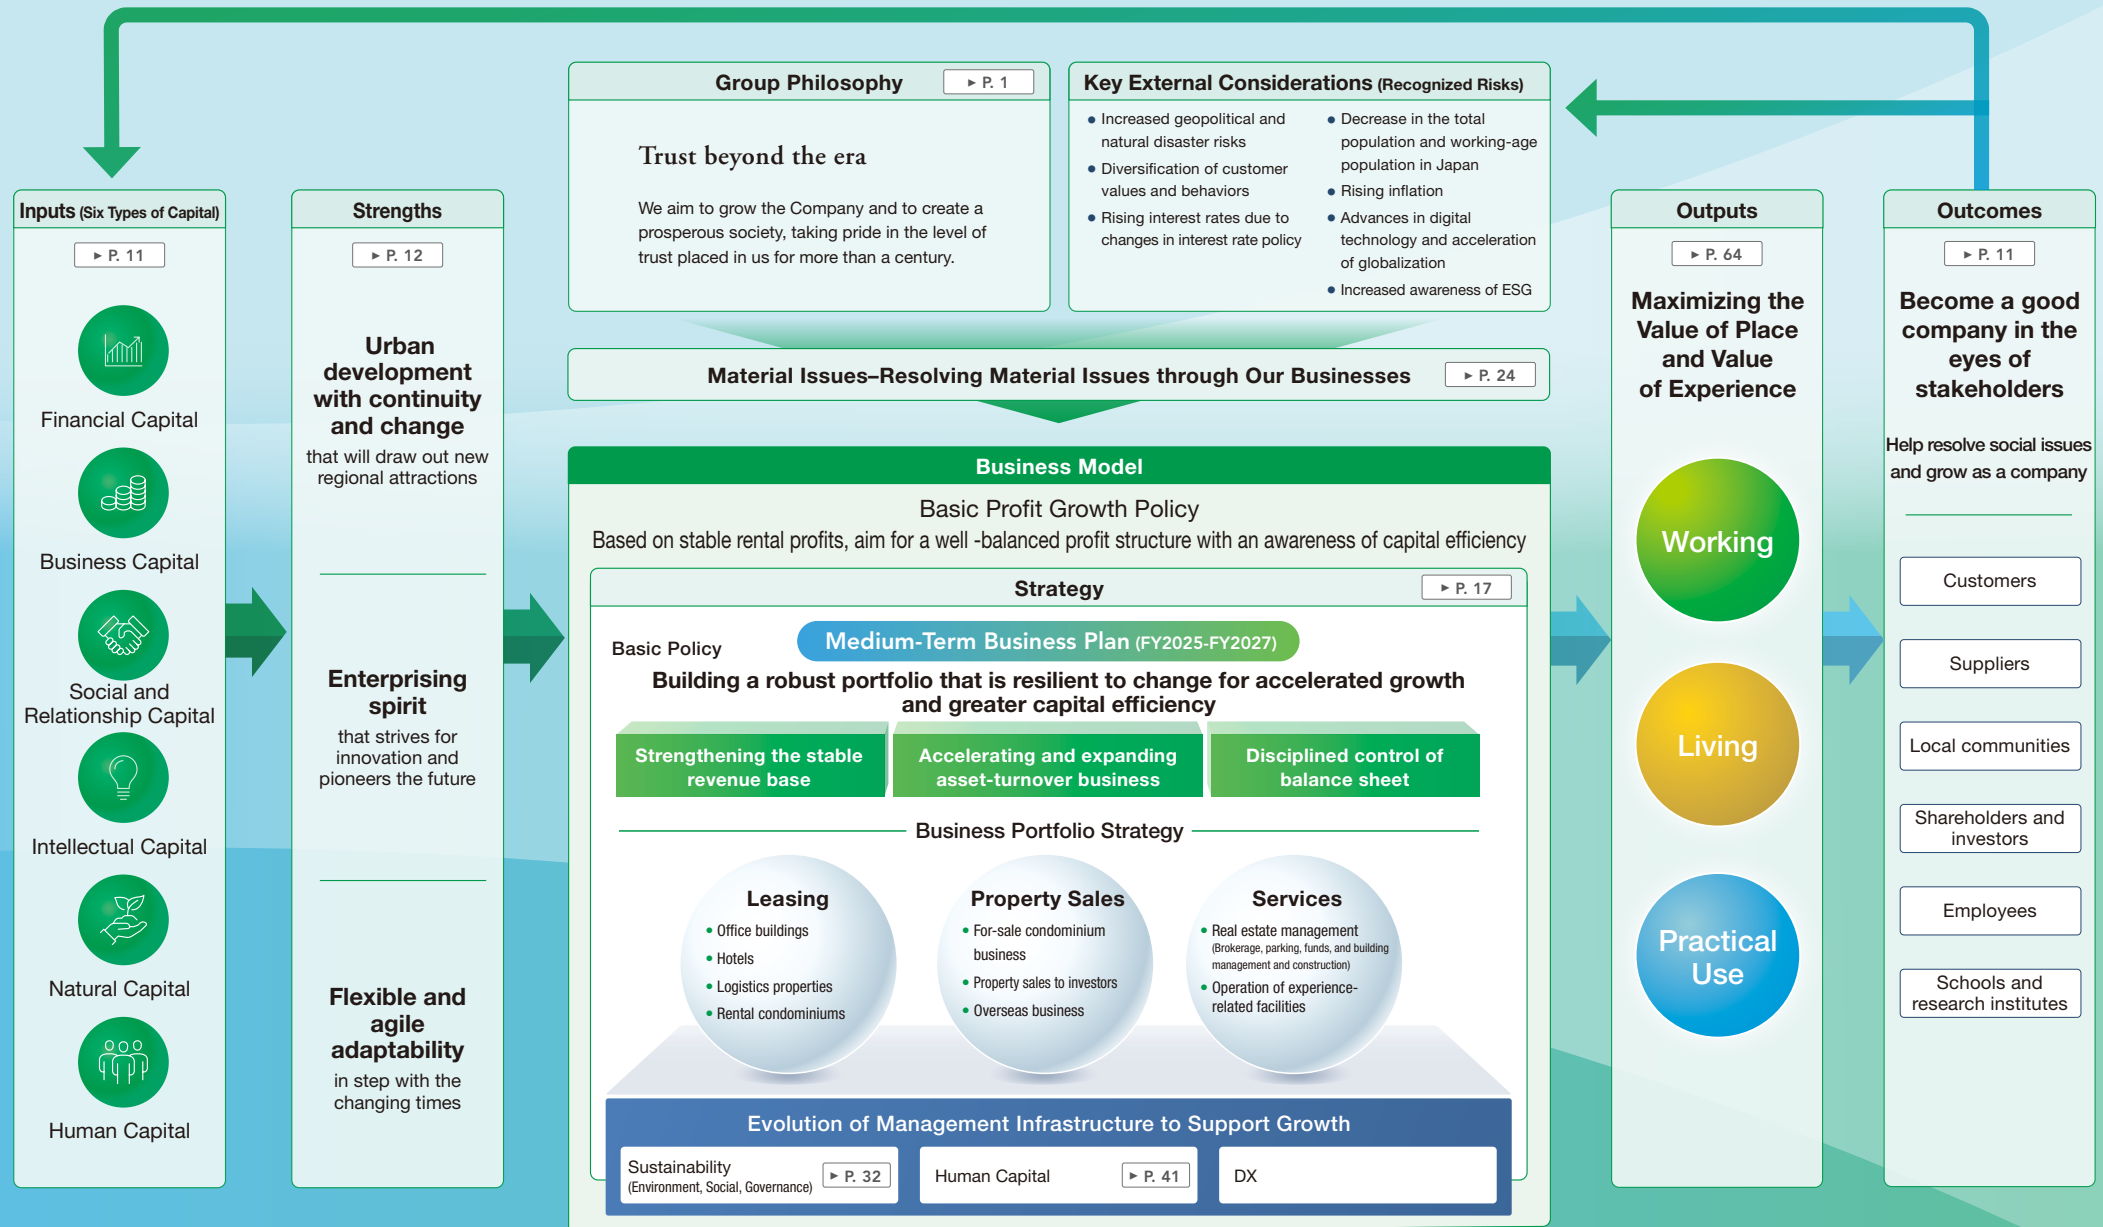 Inputs (Six Types of Capital)
► P. 11
Financial Capital
Business Capital
Social and
Relationship Capital
Intellectual Capital
Natural Capital
Human Capital
Strengths
► P. 12
Urban
development
with continuity
and change
that will draw out new
regional attractions
Enterprising
spirit
that strives for
innovation and
pioneers the future
Flexible and
agile
adaptability
in step with the
changing times
Group Philosophy
► P. 1
Trust beyond the era
We aim to grow the Company and to create a
prosperous society, taking pride in the level of
trust placed in us for more than a century.
Key External Considerations (Recognized Risks)
• Increased geopolitical and
natural disaster risks
• Diversification of customer
values and behaviors
• Rising interest rates due to
changes in interest rate policy
• Decrease in the total
population and working-age
population in Japan
• Rising inflation
• Advances in digital
technology and acceleration
of globalization
• Increased awareness of ESG
Material Issues–Resolving Material Issues through Our Businesses
► P. 24
Business Model
Basic Profit Growth Policy
Based on stable rental profits, aim for a well -balanced profit structure with an awareness of capital efficiency
Strategy
► P. 17
Basic Policy
Medium-Term Business Plan (FY2025-FY2027)
Building a robust portfolio that is resilient to change for accelerated growth
and greater capital efficiency
Strengthening the stable
revenue base
Accelerating and expanding
asset-turnover business
Disciplined control of
balance sheet
Business Portfolio Strategy
Leasing
• Office buildings
• Hotels
• Logistics properties
• Rental condominiums
Property Sales
• For-sale condominium
business
• Property sales to investors
• Overseas business
Services
• Real estate management
(Brokerage, parking, funds, and building
management and construction)
• Operation of experience-
related facilities
Evolution of Management Infrastructure to Support Growth
Sustainability
(Environment, Social, Governance)
► P. 32
Human Capital
► P. 41
DX
Outputs
► P. 64
Maximizing the
Value of Place
and Value
of Experience
Working
Living
Practical
Use
Outcomes
► P. 11
Become a good
company in the
eyes of
stakeholders
Help resolve social issues
and grow as a company
Customers
Suppliers
Local communities
Shareholders and
investors
Employees
Schools and
research institutes